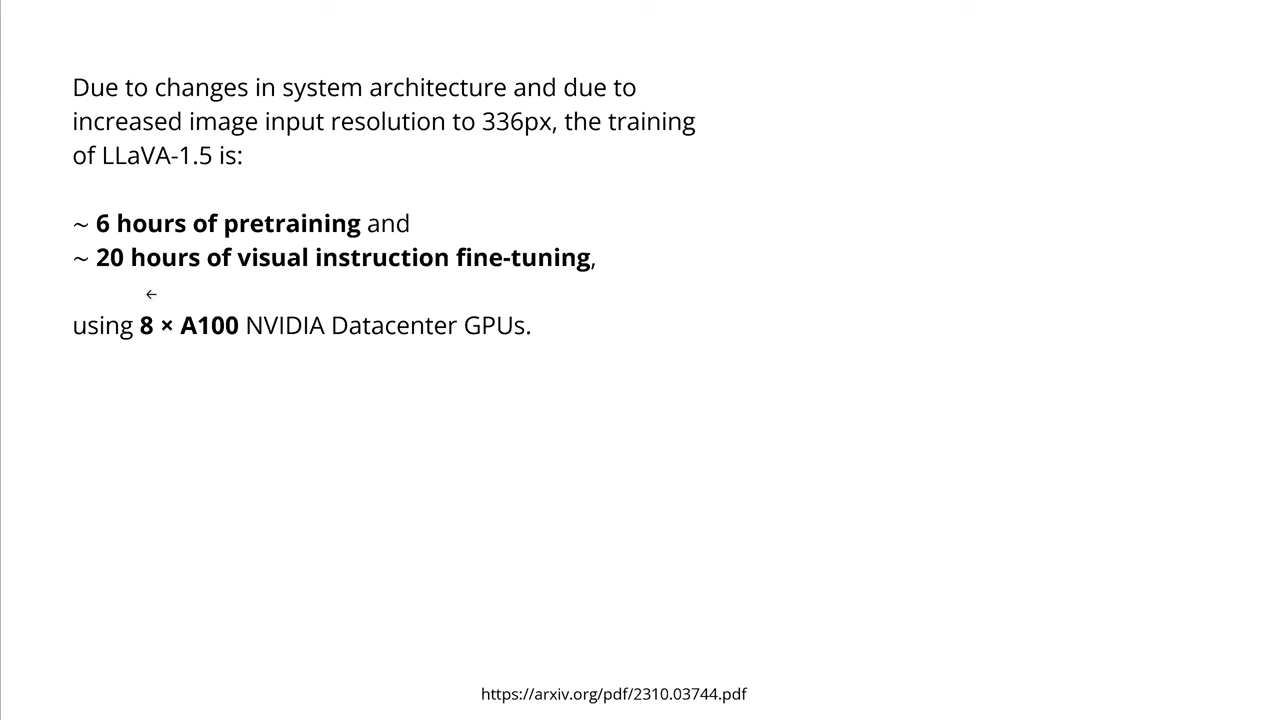 Due to changes in system architecture and due to
increased image input resolution to 336px, the training
of LLaVA-1.5 is:
~ 6 hours of pretraining and
~ 20 hours of visual instruction fine-tuning,
←
using 8 × A100 NVIDIA Datacenter GPUs.
https://arxiv.org/pdf/2310.03744.pdf